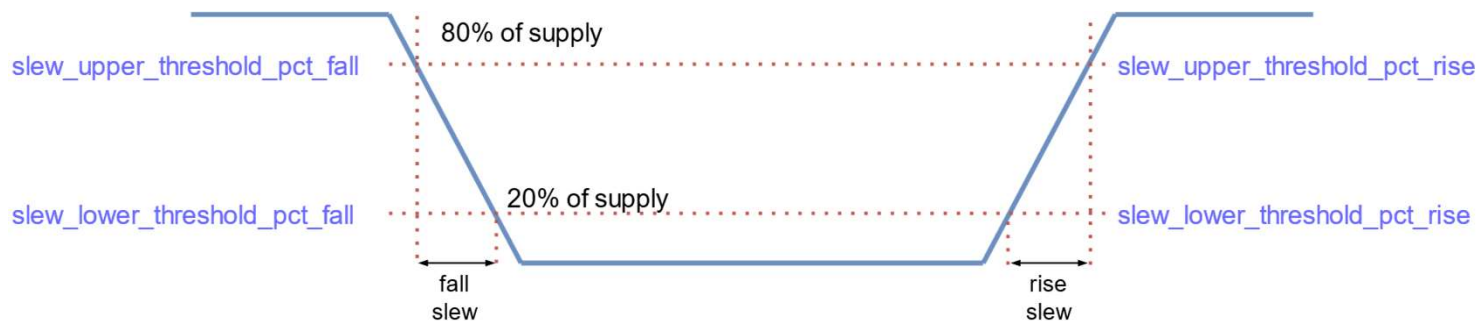 80% of supply
slew_upper_threshold_pct_fall
slew_upper_threshold_pct_rise
20% of supply
slew_lower_threshold_pct_fall
slew_lower_threshold_pct_rise
fall
slew
rise
slew